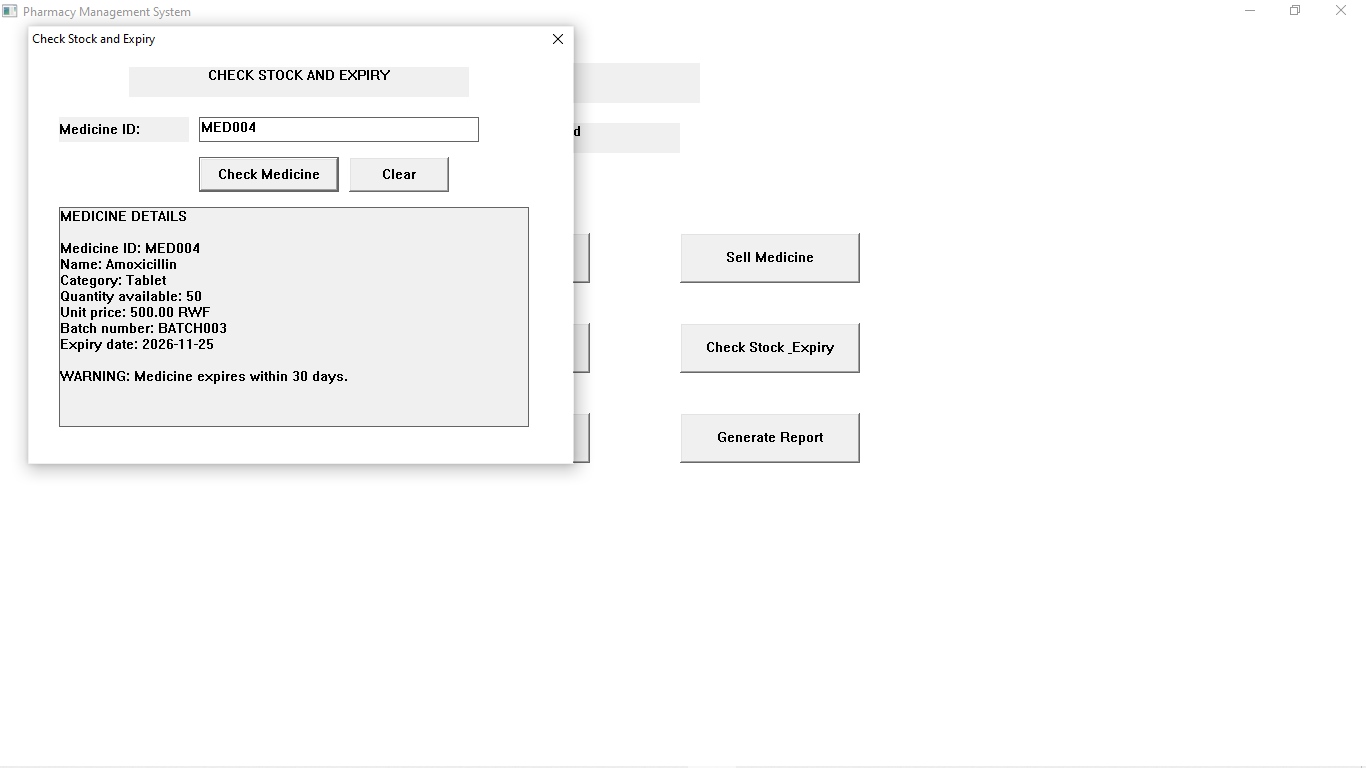 Pharmacy Management System
Check Stock and Expiry
CHECK STOCK AND EXPIRY
d
Medicine ID:
MED004
Check Medicine
Clear
MEDICINE DETAILS
Medicine ID: MED004
Name: Amoxicillin
Category: Tablet
Quantity available: 50
Unit price: 500.00 RWF
Batch number: BATCH003
Expiry date: 2026-11-25
WARNING: Medicine expires within 30 days.
Sell Medicine
Check Stock _Expiry
Generate Report